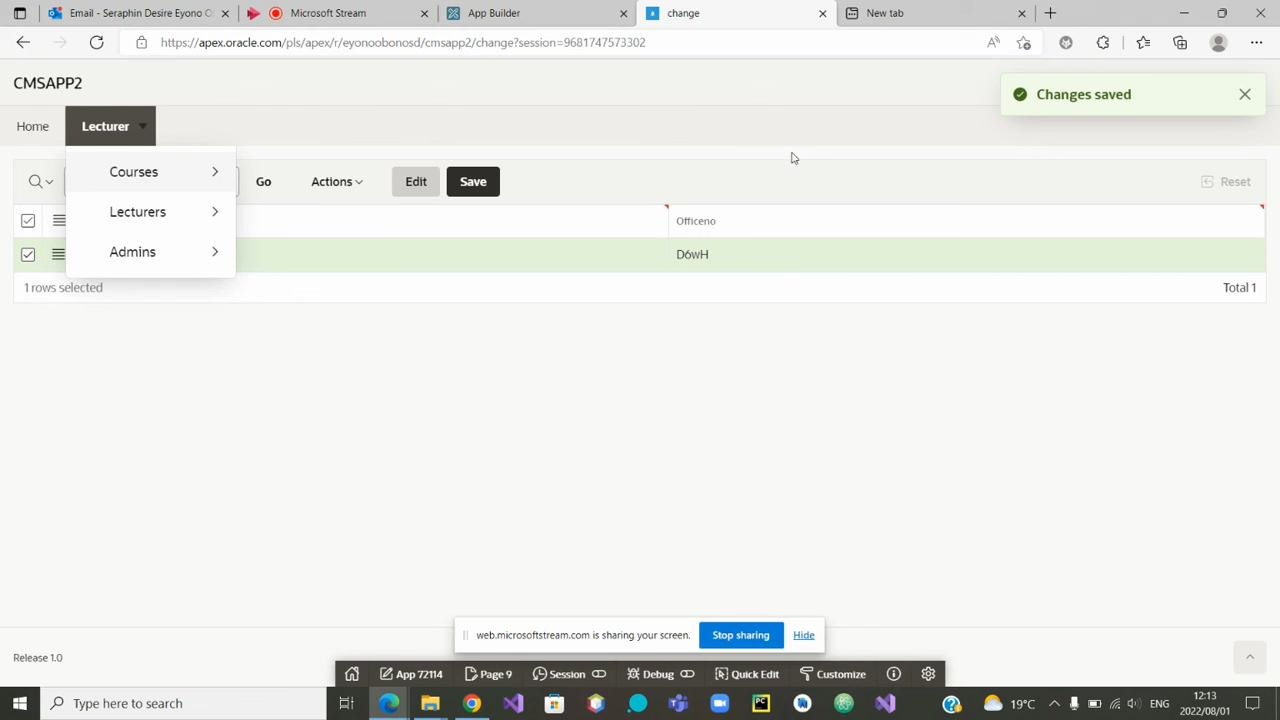 Email - Seraphin Desire Eyono O
Microsoft Stream
App Builder
change
New tab
https://apex.oracle.com/pls/apex/r/eyonoobonosd/cmsapp2/change?session=9681747573302
CMSAPP2
Changes saved
Home
Lecturer
Courses
Lecturers
Admins
Go
Actions
Edit
Save
Reset
Officeno
D6wH
1 rows selected
Total 1
web.microsoftstream.com is sharing your screen.
Stop sharing
Hide
Release 1.0
App 72114
Page 9
Session
Debug
Quick Edit
Customize
Type here to search
19°C
ENG
12:13
2022/08/01